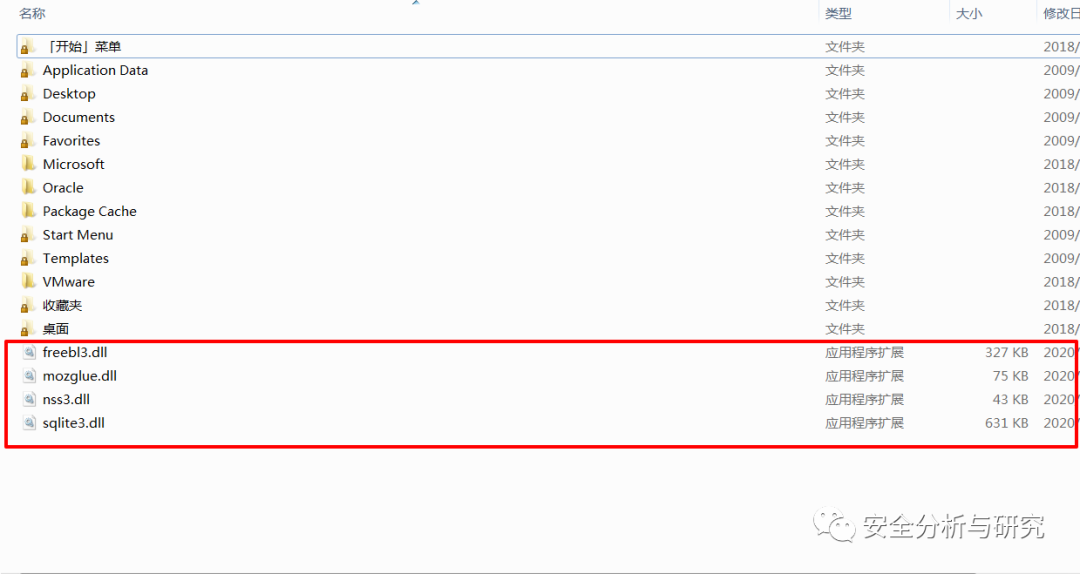 名称 类型 大小 修改日
「开始」菜单 文件夹 2018/
Application Data 文件夹 2009/
Desktop 文件夹 2009/
Documents 文件夹 2009/
Favorites 文件夹 2009/
Microsoft 文件夹 2018/
Oracle 文件夹 2018/
Package Cache 文件夹 2018/
Start Menu 文件夹 2009/
Templates 文件夹 2009/
VMware 文件夹 2018/
收藏夹 文件夹 2018/
桌面 文件夹 2018/
freebl3.dll 应用程序扩展 327 KB 2020/
mozglue.dll 应用程序扩展 75 KB 2020/
nss3.dll 应用程序扩展 43 KB 2020/
sqlite3.dll 应用程序扩展 631 KB 2020/
安全分析与研究